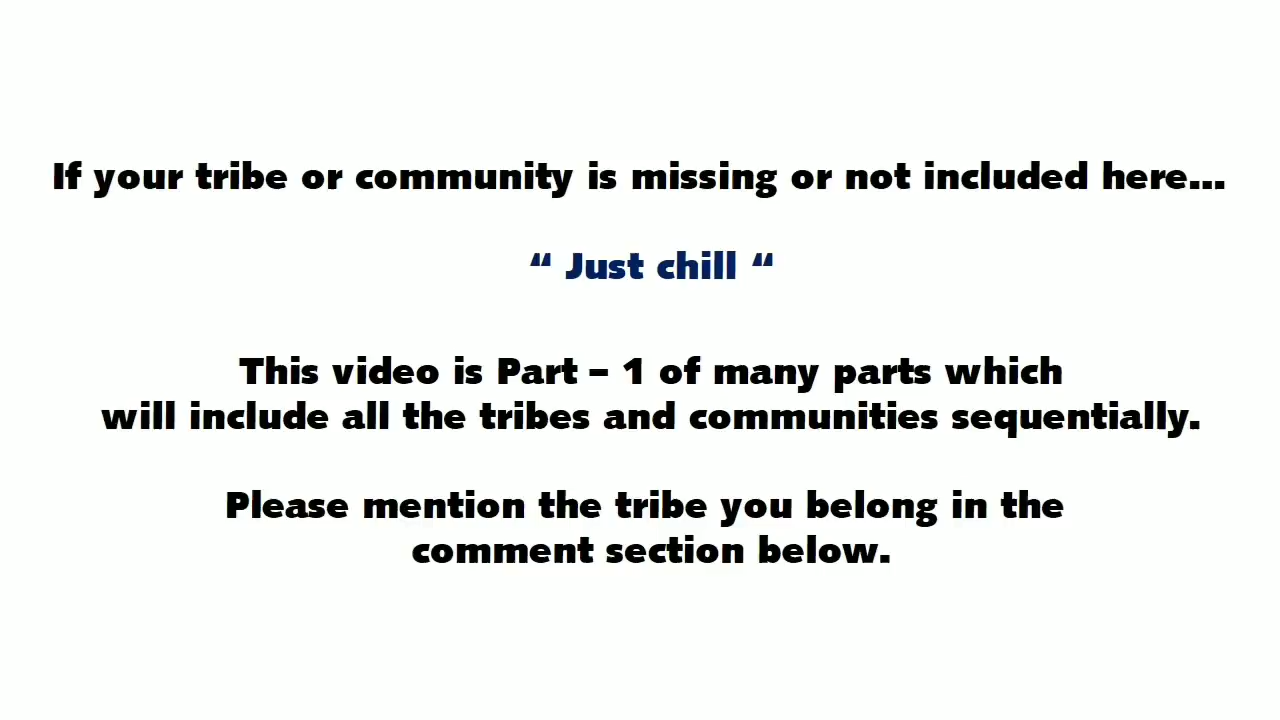 If your tribe or community is missing or not included here...
“ Just chill “
This video is Part – 1 of many parts which
will include all the tribes and communities sequentially.
Please mention the tribe you belong in the
comment section below.